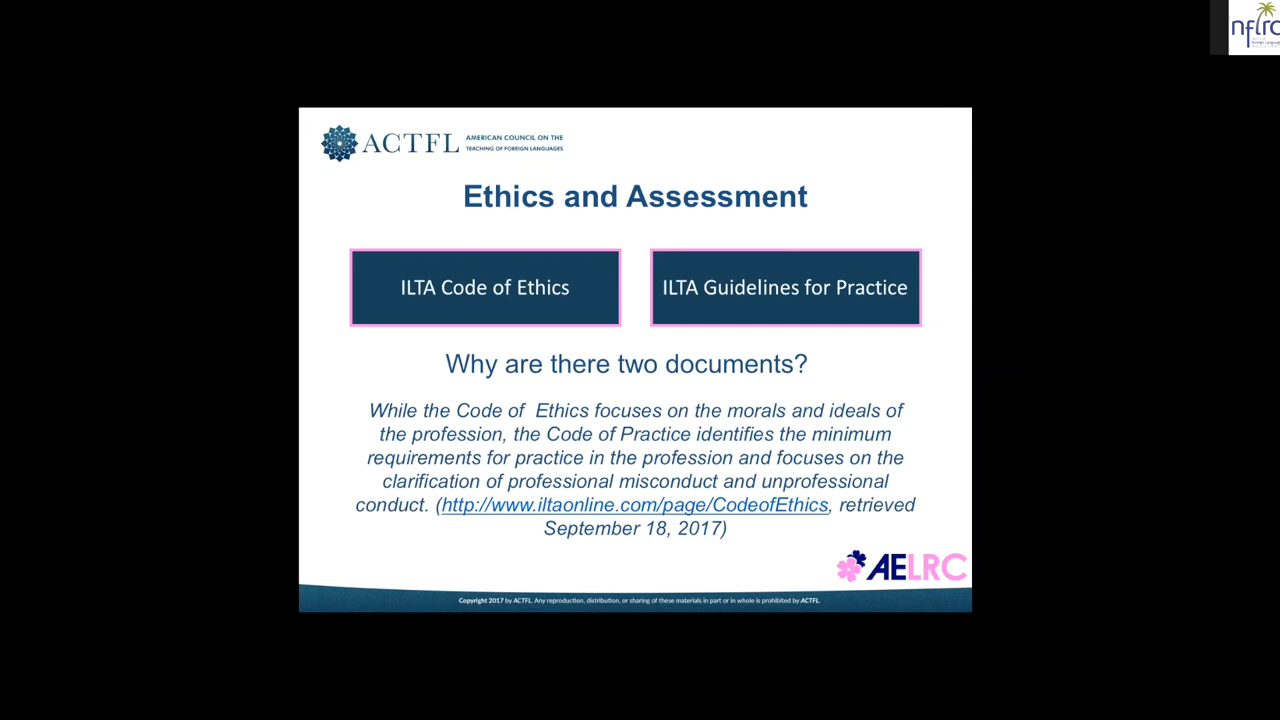 nflrc
ACTFL
AMERICAN COUNCIL ON THE
TEACHING OF FOREIGN LANGUAGES
Ethics and Assessment
ILTA Code of Ethics
ILTA Guidelines for Practice
Why are there two documents?
While the Code of  Ethics focuses on the morals and ideals of
the profession, the Code of Practice identifies the minimum
requirements for practice in the profession and focuses on the
clarification of professional misconduct and unprofessional
conduct. (http://www.iltaonline.com/page/CodeofEthics, retrieved
September 18, 2017)
AELRC
Copyright 2017 by ACTFL. Any reproduction, distribution, or sharing of these materials in part or in whole is prohibited by ACTFL.